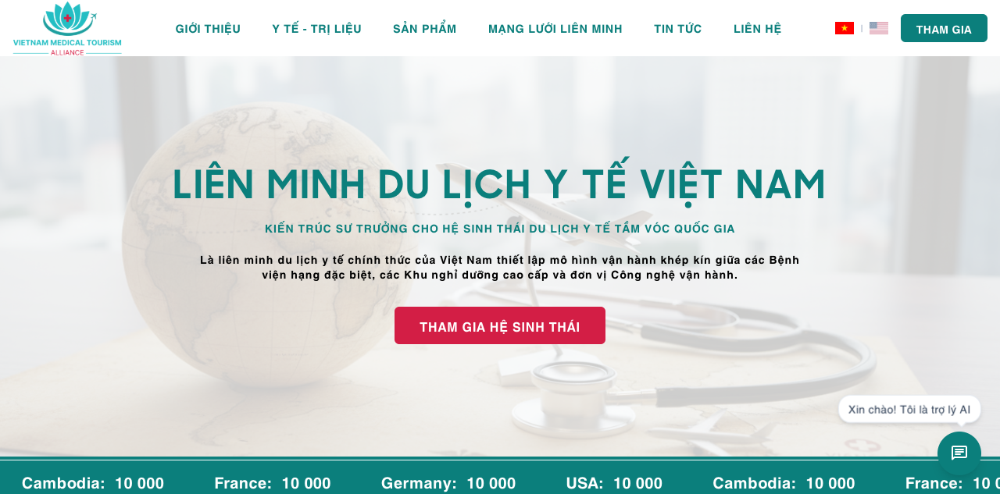 VIETNAM MEDICAL TOURISM
ALLIANCE
GIỚI THIỆU
Y TẾ - TRỊ LIỆU
SẢN PHẨM
MẠNG LƯỚI LIÊN MINH
TIN TỨC
LIÊN HỆ
THAM GIA
LIÊN MINH DU LỊCH Y TẾ VIỆT NAM
KIẾN TRÚC SƯ TRƯỞNG CHO HỆ SINH THÁI DU LỊCH Y TẾ TẦM VÓC QUỐC GIA
Là liên minh du lịch y tế chính thức của Việt Nam thiết lập mô hình vận hành khép kín giữa các Bệnh
viện hạng đặc biệt, các Khu nghỉ dưỡng cao cấp và đơn vị Công nghệ vận hành.
THAM GIA HỆ SINH THÁI
Xin chào! Tôi là trợ lý AI
Cambodia: 10 000 France: 10 000 Germany: 10 000 USA: 10 000 Cambodia: 10 000 France: 10 0